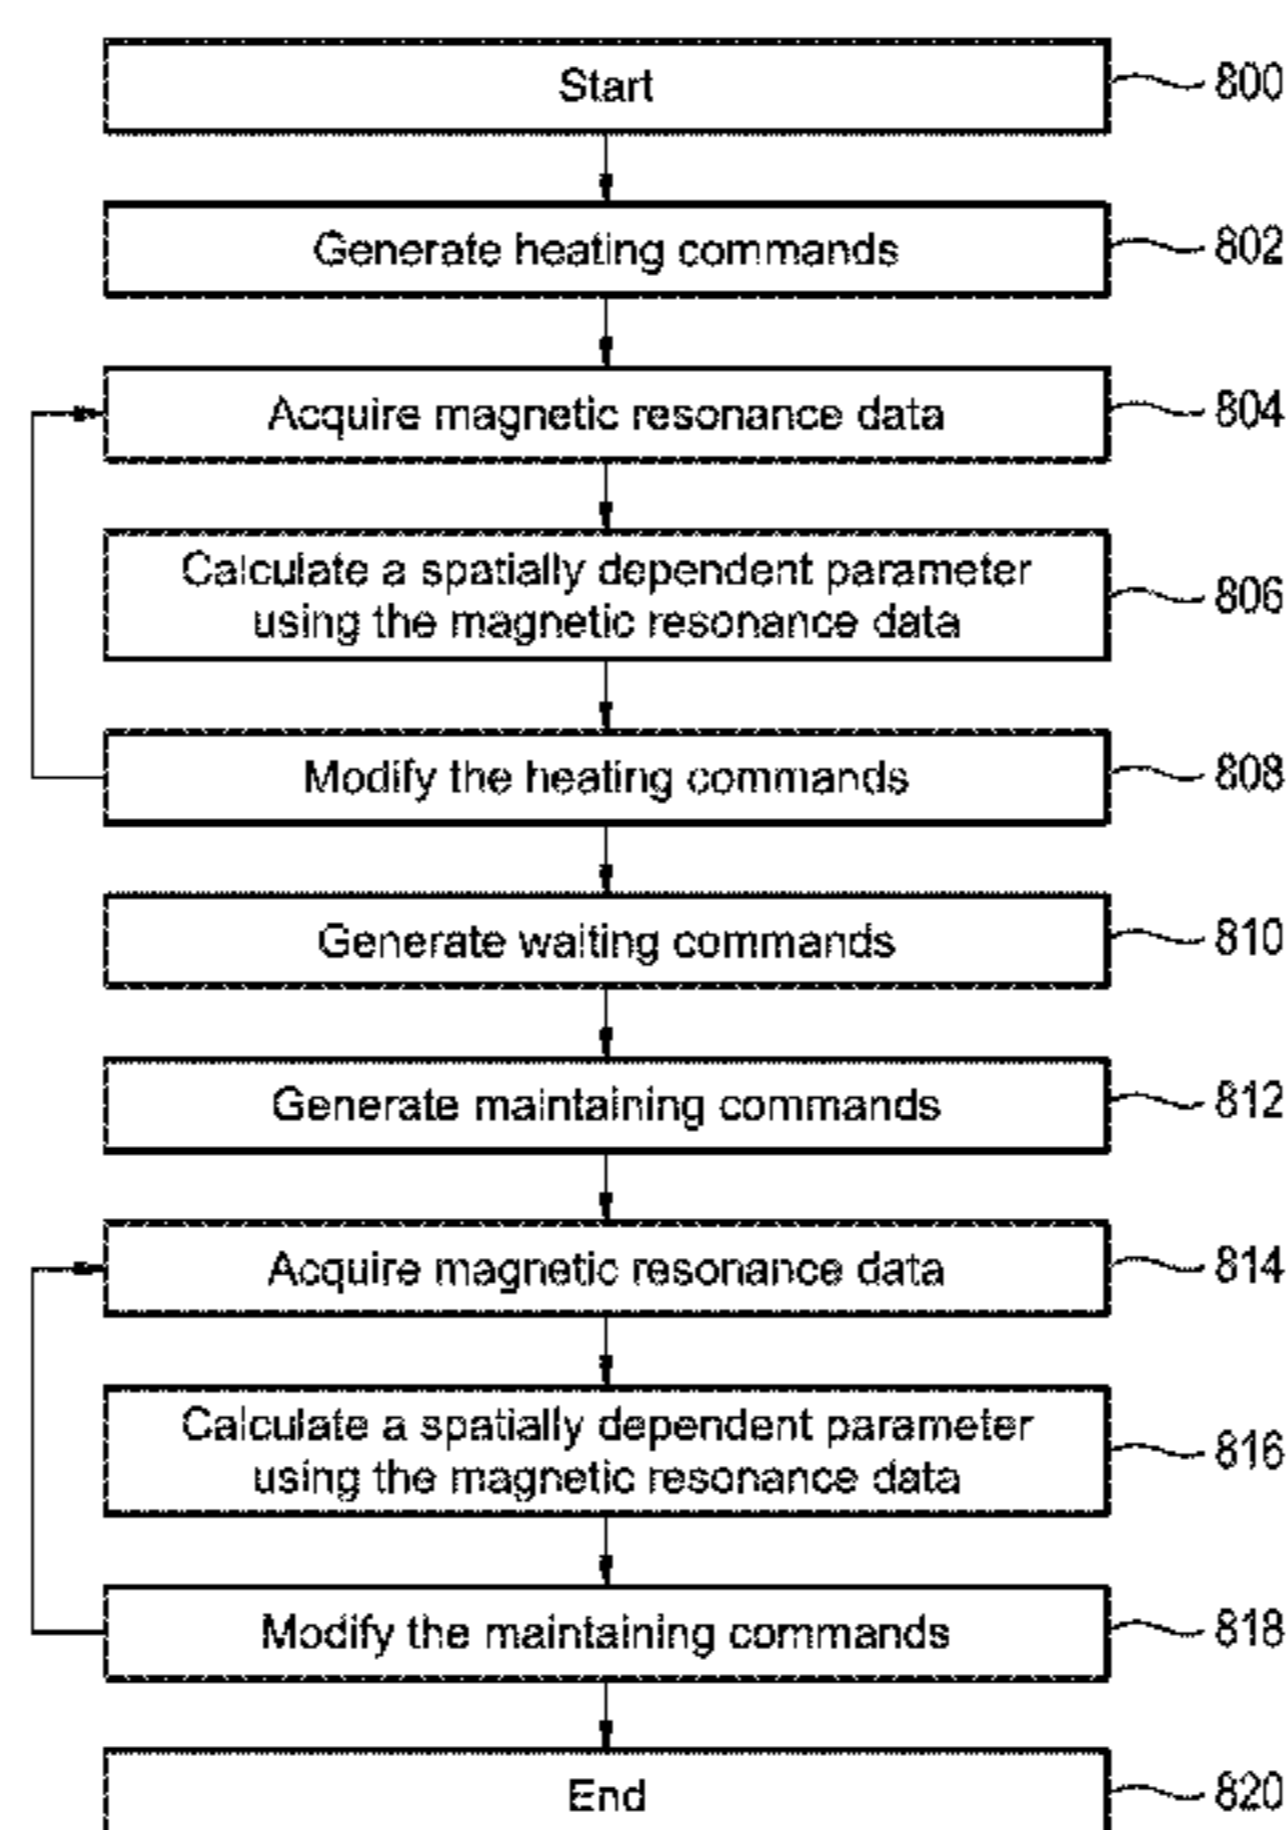 Start
800
Generate heating commands
802
Acquire magnetic resonance data
804
Calculate a spatially dependent parameter
using the magnetic resonance data
806
Modify the heating commands
808
Generate waiting commands
810
Generate maintaining commands
812
Acquire magnetic resonance data
814
Calculate a spatially dependent parameter
using the magnetic resonance data
816
Modify the maintaining commands
818
End
820